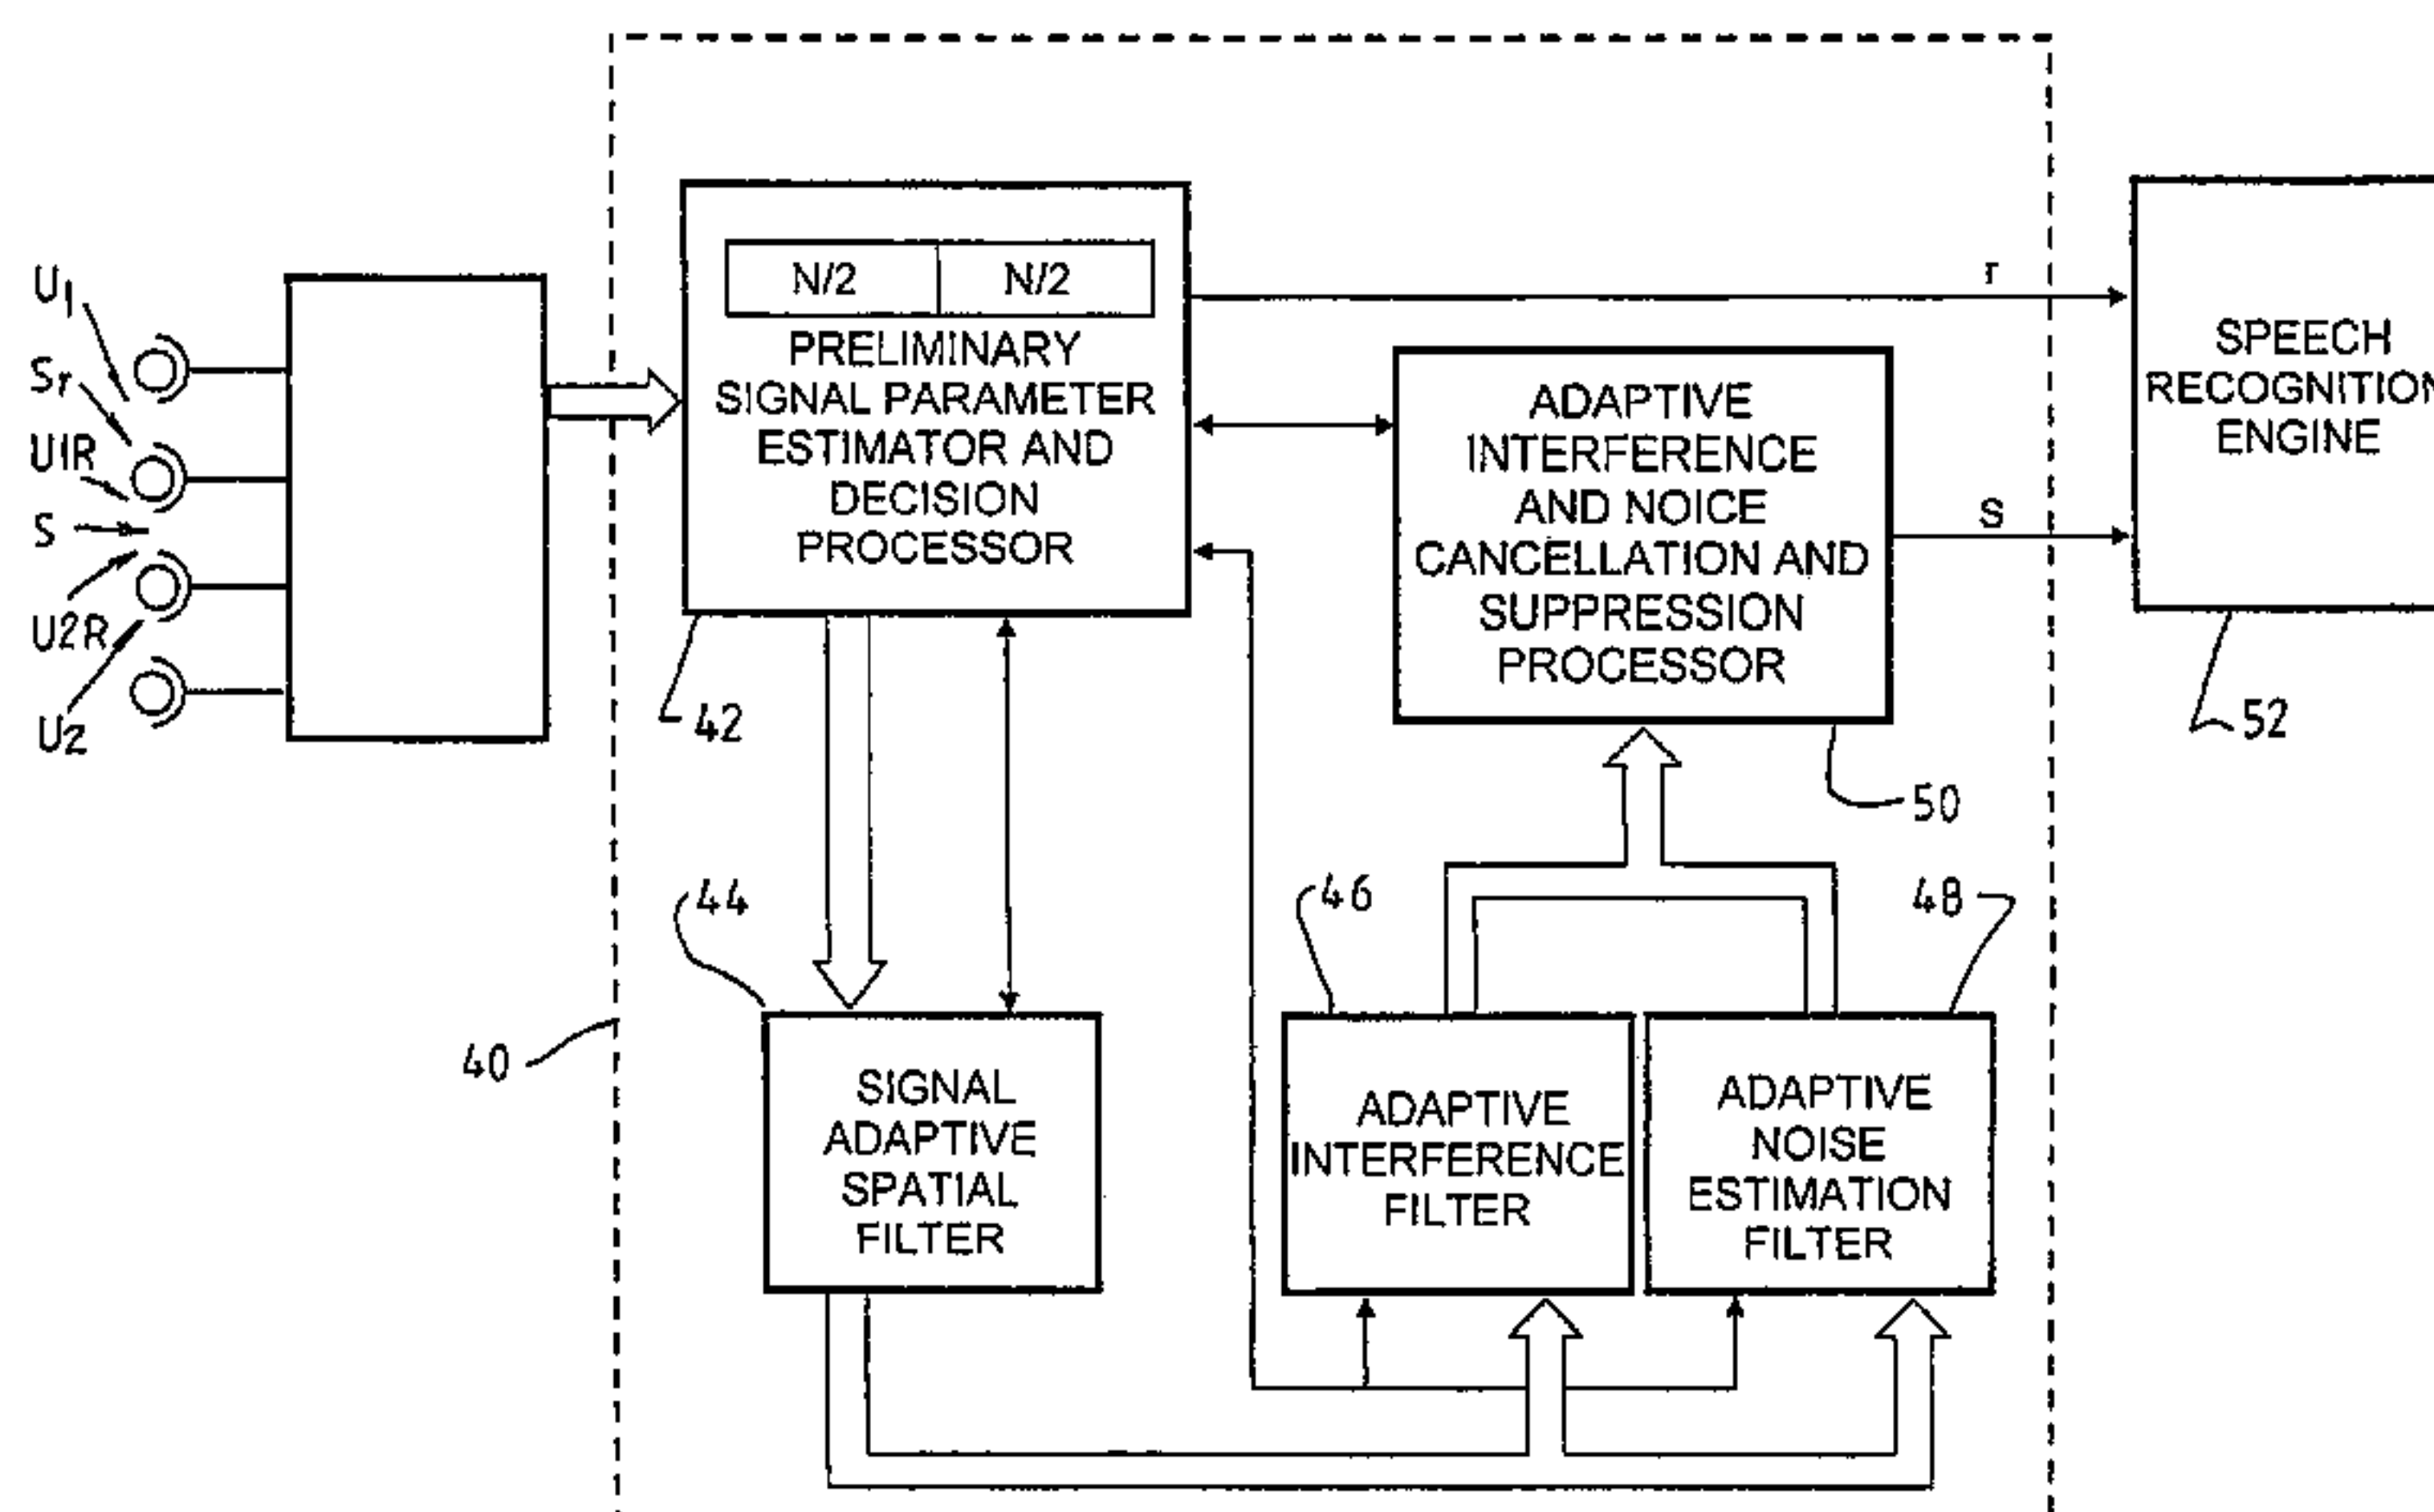 U1
Sr
U1R
S
U2R
U2
N/2 N/2
PRELIMINARY
SIGNAL PARAMETER
ESTIMATOR AND
DECISION
PROCESSOR
42
r
ADAPTIVE
INTERFERENCE
AND NOICE
CANCELLATION AND
SUPPRESSION
PROCESSOR
S
50
SPEECH
RECOGNITION
ENGINE
52
44
46
48
40
SIGNAL
ADAPTIVE
SPATIAL
FILTER
ADAPTIVE
INTERFERENCE
FILTER
ADAPTIVE
NOISE
ESTIMATION
FILTER